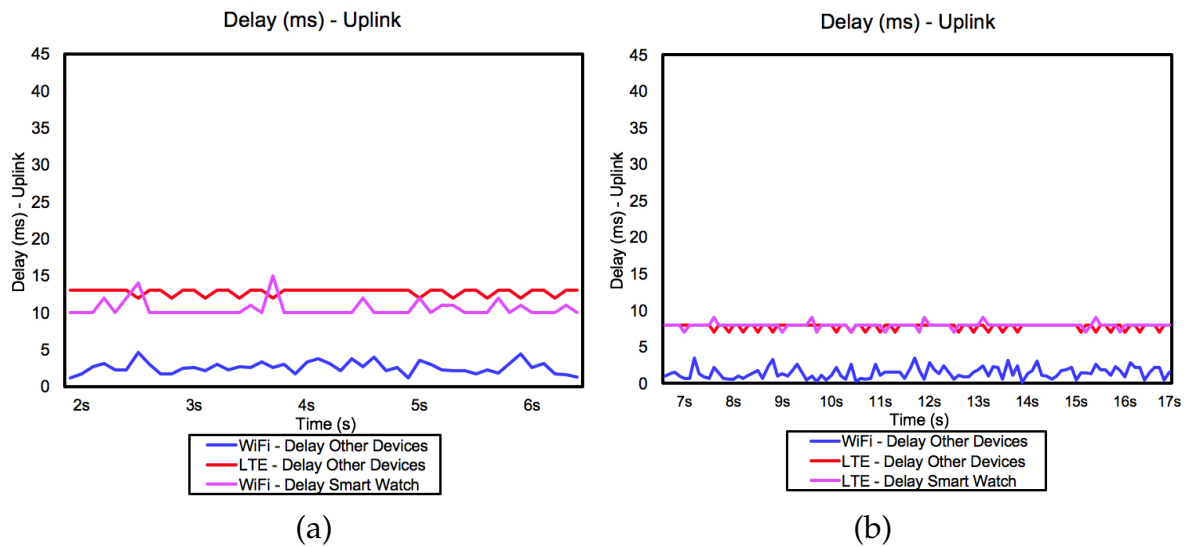 Delay (ms) - Uplink
45
40
35
30
25
20
15
10
5
0
Delay (ms) - Uplink
2s 3s 4s 5s 6s
Time (s)
WiFi - Delay Other Devices
LTE - Delay Other Devices
WiFi - Delay Smart Watch
(a)
Delay (ms) - Uplink
45
40
35
30
25
20
15
10
5
0
Delay (ms) - Uplink
7s 8s 9s 10s 11s 12s 13s 14s 15s 16s 17s
Time (s)
WiFi - Delay Other Devices
LTE - Delay Other Devices
LTE - Delay Smart Watch
(b)